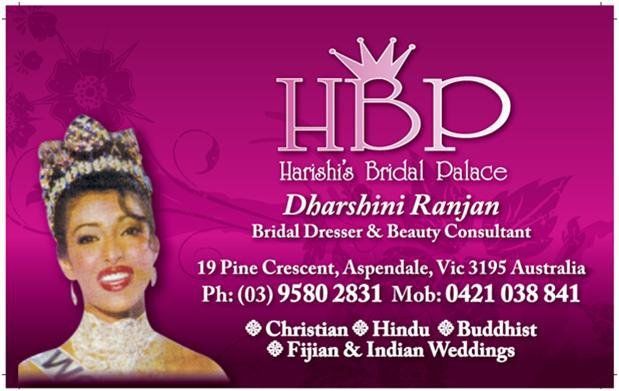 HBP
Harishi's Bridal Palace
Dharshini Ranjan
Bridal Dresser & Beauty Consultant
19 Pine Crescent, Aspendale, Vic 3195 Australia
Ph: (03) 9580 2831 Mob: 0421 038 841
Christian Hindu Buddhist
Fijian & Indian Weddings